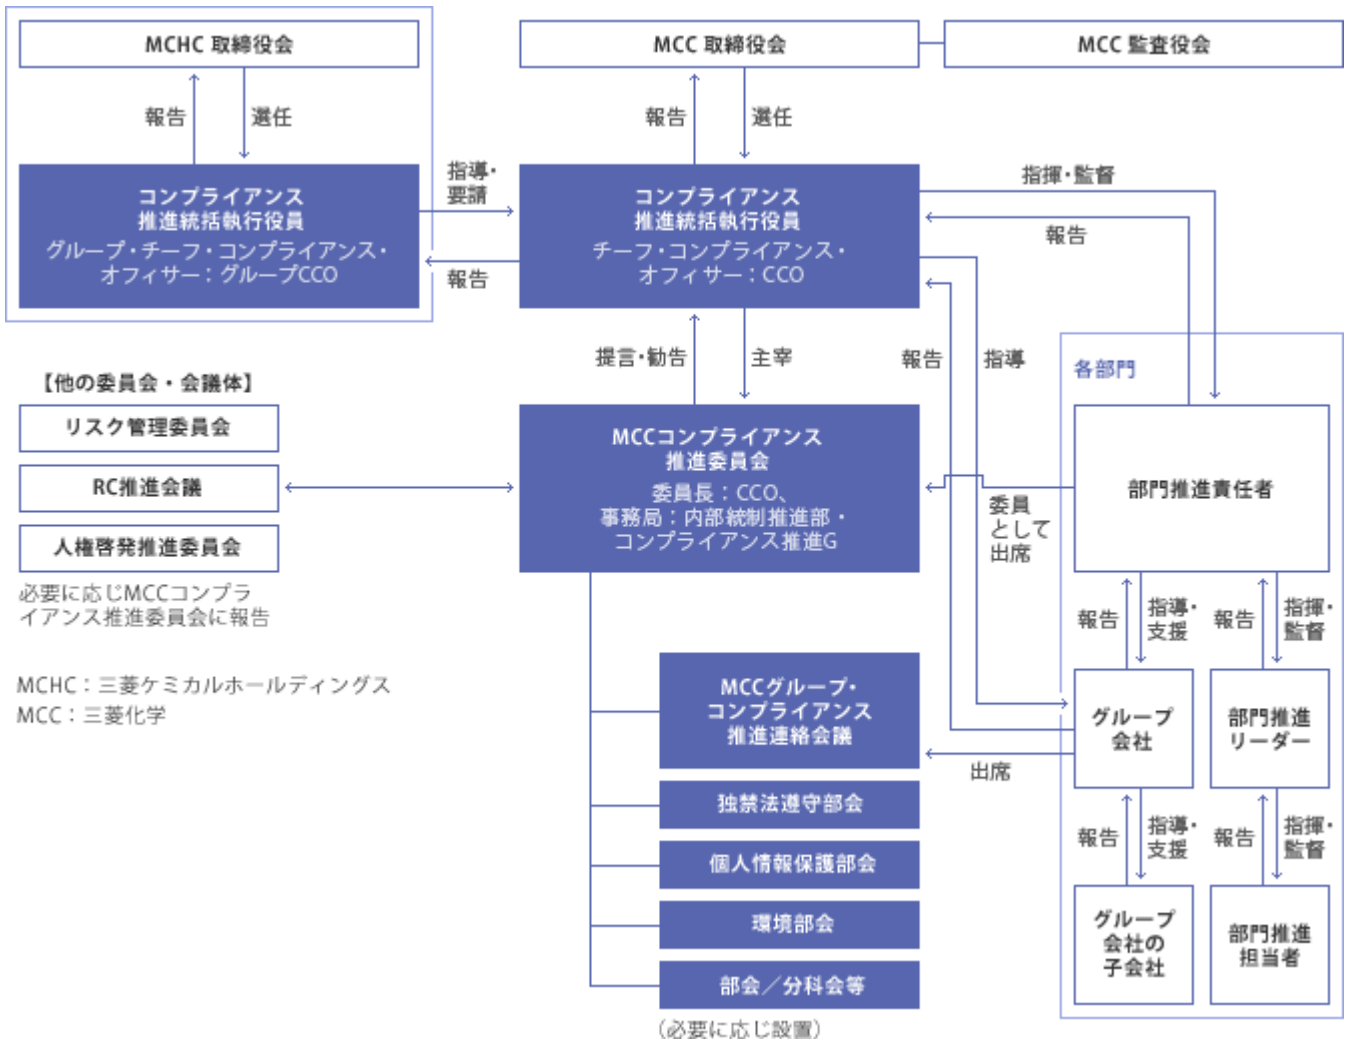 MCHC 取締役会
MCC 取締役会
MCC 監査役会
報告
選任
報告
選任
指導・
要請
指揮・監督
報告
コンプライアンス
推進統括執行役員
グループ・チーフ・コンプライアンス・
オフィサー：グループCCO
報告
コンプライアンス
推進統括執行役員
チーフ・コンプライアンス・
オフィサー：CCO
提言・勧告
主宰
報告
指導
各部門
【他の委員会・会議体】
リスク管理委員会
RC推進会議
人権啓発推進委員会
必要に応じMCCコンプラ
イアンス推進委員会に報告
MCHC：三菱ケミカルホールディングス
MCC：三菱化学
MCCコンプライアンス
推進委員会
委員長：CCO、
事務局：内部統制推進部・
コンプライアンス推進G
委員
として
出席
部門推進責任者
報告
指導・
支援
報告
指揮・
監督
MCCグループ・
コンプライアンス
推進連絡会議
出席
グループ
会社
部門推進
リーダー
独禁法遵守部会
個人情報保護部会
環境部会
部会／分科会等
（必要に応じ設置）
報告
指導・
支援
報告
指揮・
監督
グループ
会社の
子会社
部門推進
担当者